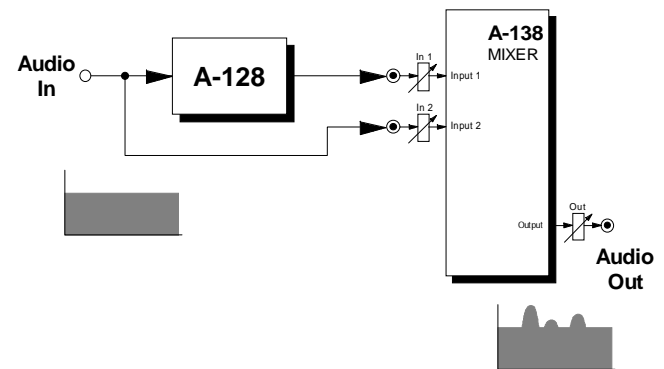 A-138
MIXER
Audio
In
A-128
In 1
Input 1
In 2
Input 2
Output
Out
Audio
Out